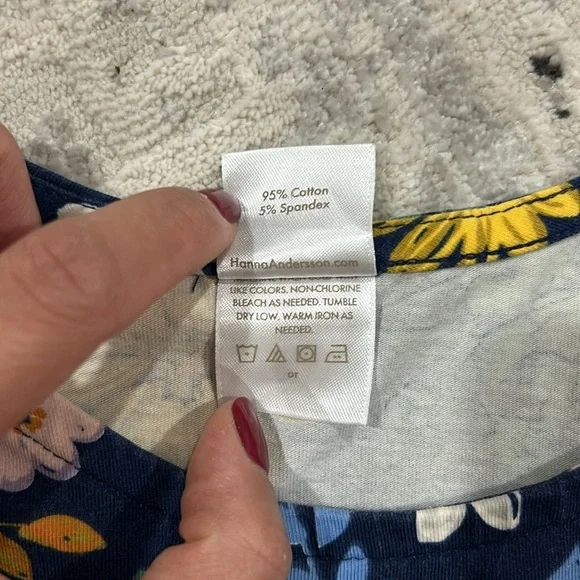 95% Cotton
5% Spandex
HannaAndersson.com
LIKE COLORS. NON-CHLORINE
BLEACH AS NEEDED. TUMBLE
DRY LOW. WARM IRON AS
NEEDED.
or